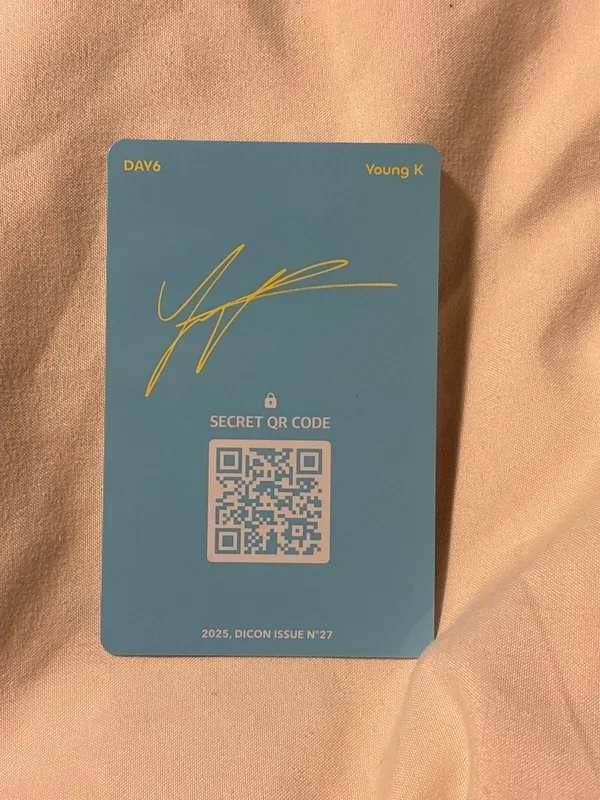 DAY6
Young K
SECRET QR CODE
2025, DICON ISSUE N°27